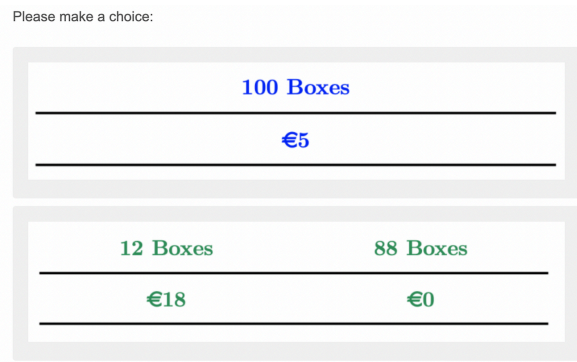 Please make a choice:
100 Boxes
€5
12 Boxes 88 Boxes
€18 €0